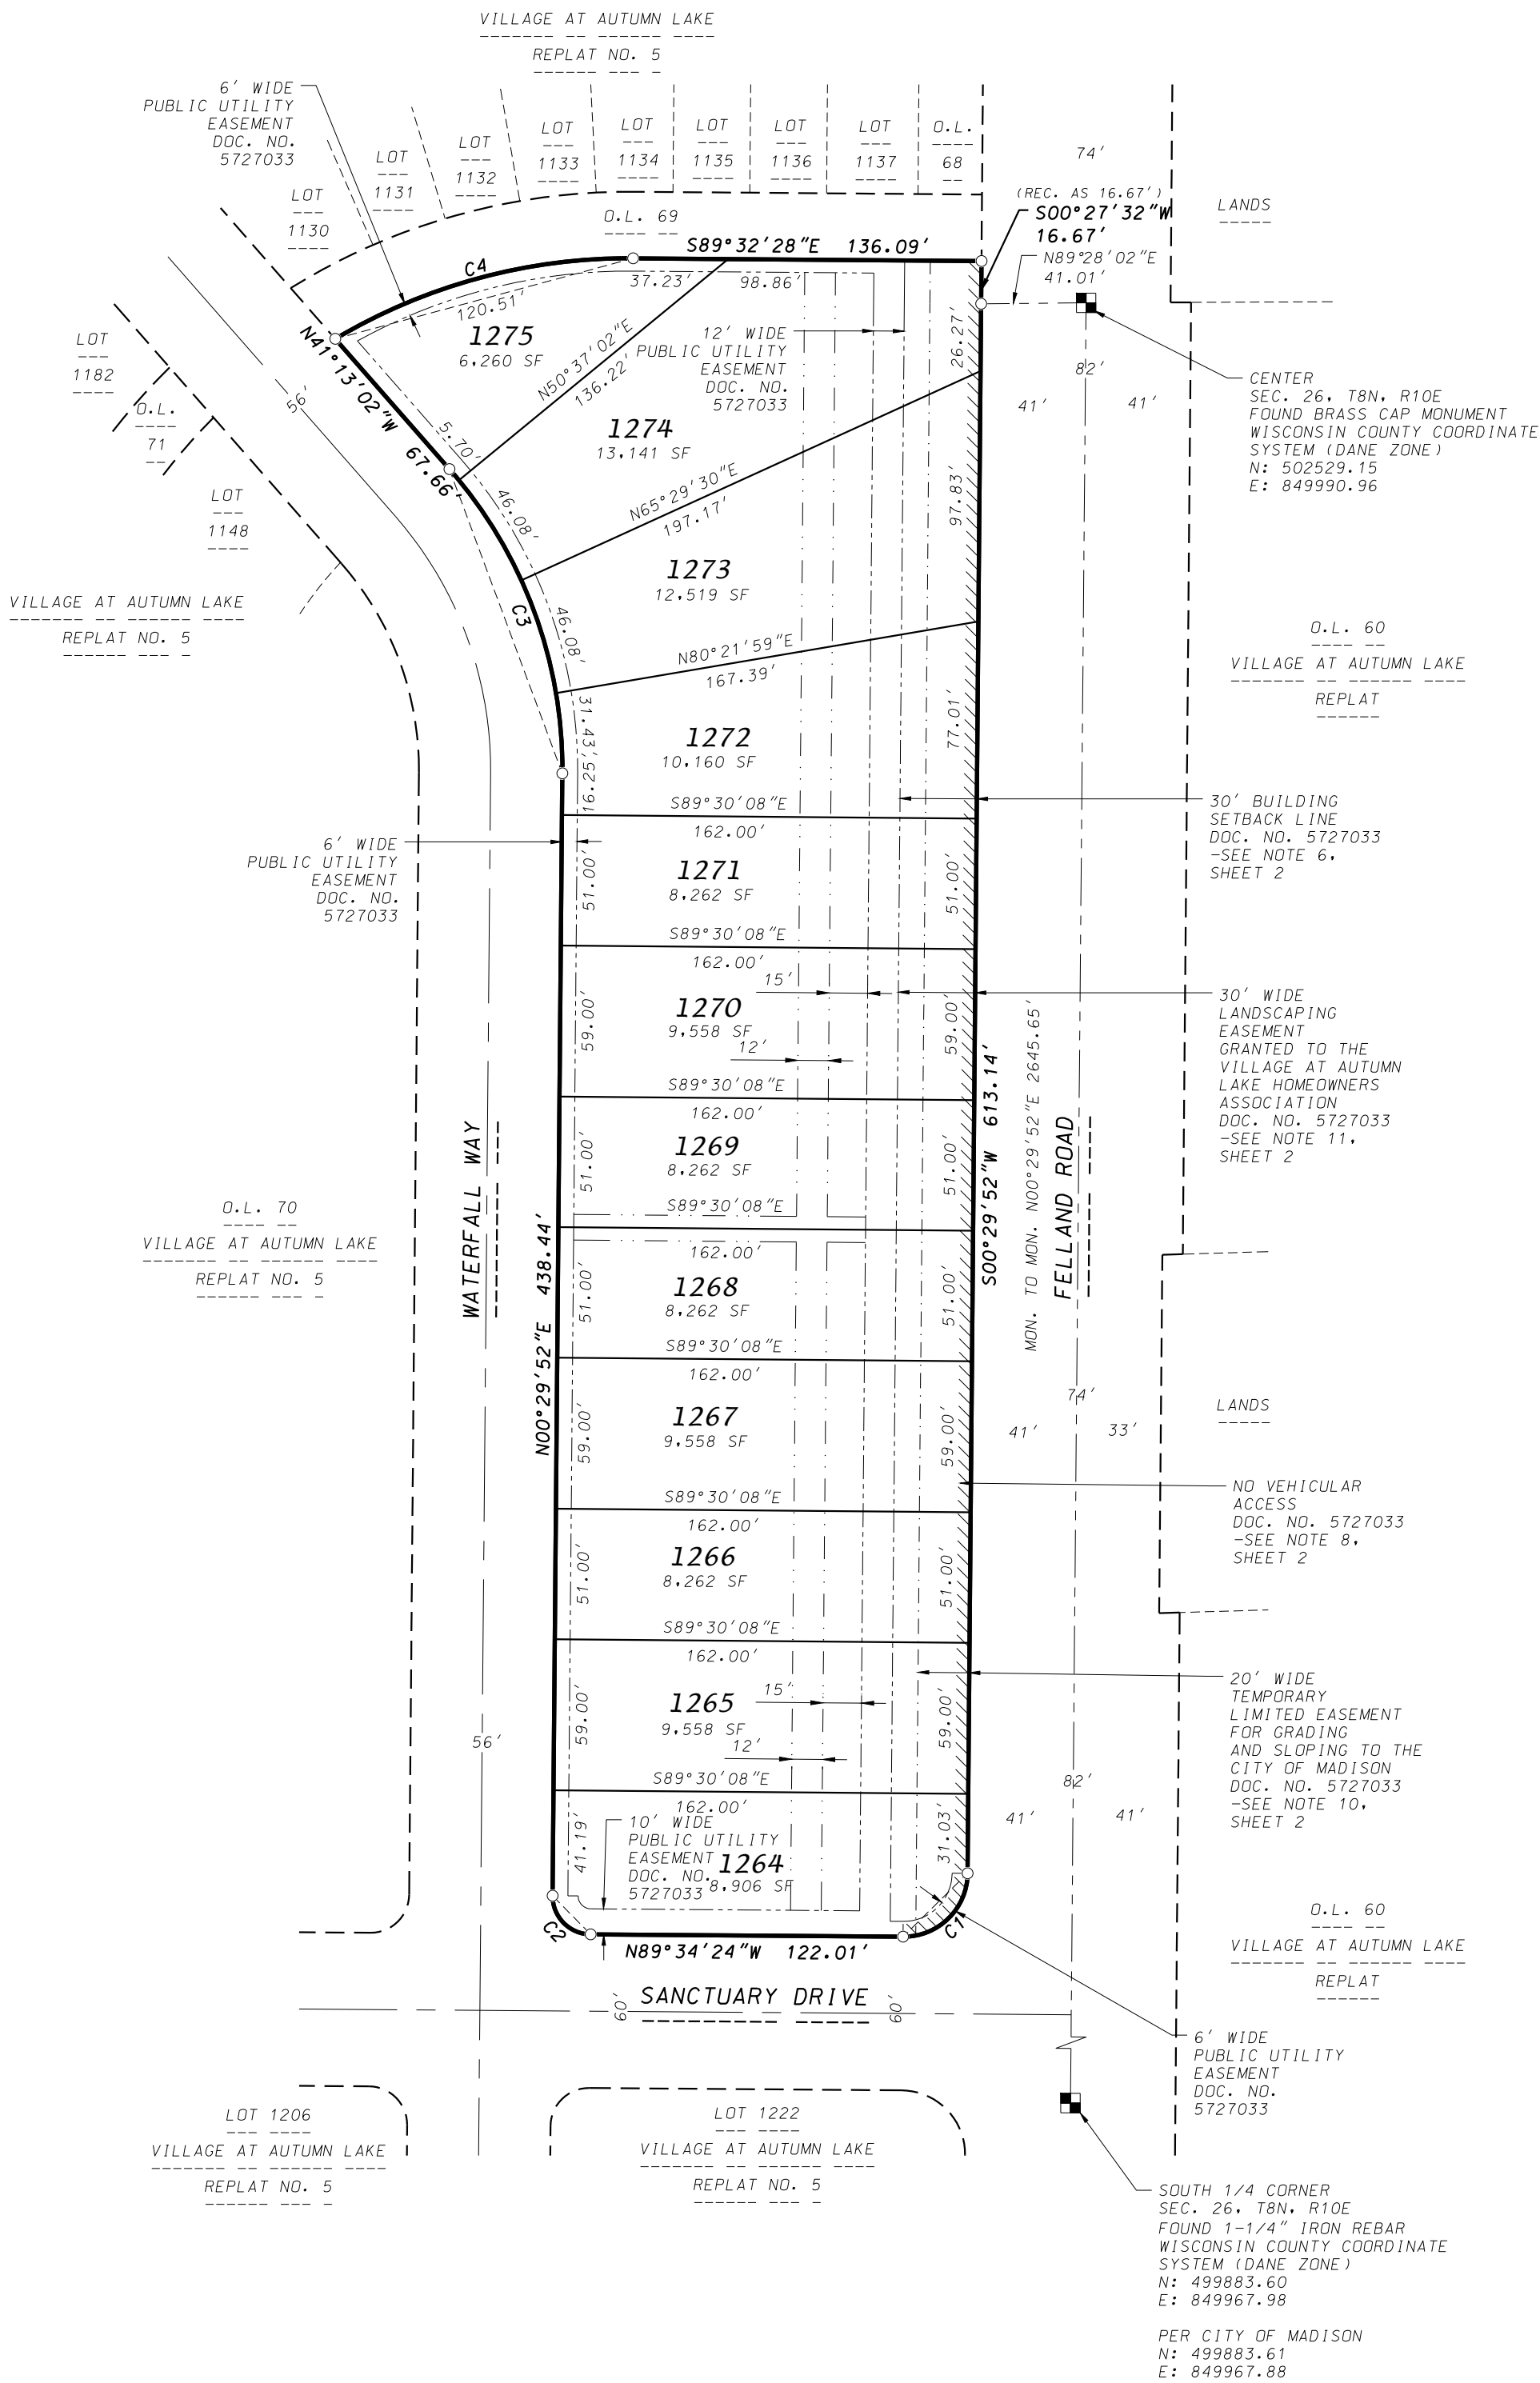 VILLAGE AT AUTUMN LAKE
REPLAT NO. 5
6' WIDE
PUBLIC UTILITY
EASEMENT
DOC. NO.
5727033
LOT
1130
LOT
1131
LOT
1132
LOT
1133
LOT
1134
LOT
1135
LOT
1136
LOT
1137
O.L.
68
74'
(REC. AS 16.67')
S00°27'32"W
16.67'
LANDS
O.L. 69
S89°32'28"E 136.09'
N89°28'02"E
41.01'
C4
37.23'
98.86'
120.51'
1275
6,260 SF
N41°13'02"W 67.66'
N50°37'02"E
136.22'
12' WIDE
PUBLIC UTILITY
EASEMENT
DOC. NO.
5727033
26.27'
82'
41'
41'
CENTER
SEC. 26, T8N, R10E
FOUND BRASS CAP MONUMENT
WISCONSIN COUNTY COORDINATE
SYSTEM (DANE ZONE)
N: 502529.15
E: 849990.96
LOT
1182
O.L.
71
56'
LOT
1148
1274
13,141 SF
5.70'
46.08'
N65°29'30"E
197.17'
97.83'
VILLAGE AT AUTUMN LAKE
REPLAT NO. 5
1273
12,519 SF
C3
46.08'
N80°21'59"E
167.39'
O.L. 60
VILLAGE AT AUTUMN LAKE
REPLAT
31.43'
1272
10,160 SF
77.01'
16.25'
S89°30'08"E
162.00'
30' BUILDING
SETBACK LINE
DOC. NO. 5727033
-SEE NOTE 6,
SHEET 2
6' WIDE
PUBLIC UTILITY
EASEMENT
DOC. NO.
5727033
51.00'
1271
8,262 SF
51.00'
S89°30'08"E
162.00'
15'
59.00'
1270
9,558 SF
59.00'
12'
30' WIDE
LANDSCAPING
EASEMENT
GRANTED TO THE
VILLAGE AT AUTUMN
LAKE HOMEOWNERS
ASSOCIATION
DOC. NO. 5727033
-SEE NOTE 11,
SHEET 2
S89°30'08"E
162.00'
S00°29'52"W 613.14'
MON. TO MON. N00°29'52"E 2645.65'
FELLAND ROAD
WATERFALL WAY
51.00'
1269
8,262 SF
51.00'
S89°30'08"E
162.00'
O.L. 70
VILLAGE AT AUTUMN LAKE
REPLAT NO. 5
N00°29'52"E 438.44'
51.00'
1268
8,262 SF
51.00'
S89°30'08"E
162.00'
74'
41'
33'
LANDS
59.00'
1267
9,558 SF
59.00'
S89°30'08"E
162.00'
NO VEHICULAR
ACCESS
DOC. NO. 5727033
-SEE NOTE 8,
SHEET 2
51.00'
1266
8,262 SF
51.00'
S89°30'08"E
162.00'
59.00'
1265
9,558 SF
15'
12'
59.00'
20' WIDE
TEMPORARY
LIMITED EASEMENT
FOR GRADING
AND SLOPING TO THE
CITY OF MADISON
DOC. NO. 5727033
-SEE NOTE 10,
SHEET 2
56'
S89°30'08"E
162.00'
82'
41'
41'
41.19'
10' WIDE
PUBLIC UTILITY
EASEMENT
DOC. NO.
5727033
1264
8,906 SF
31.03'
C2
C1
N89°34'24"W 122.01'
O.L. 60
VILLAGE AT AUTUMN LAKE
REPLAT
60'
SANCTUARY DRIVE
60'
6' WIDE
PUBLIC UTILITY
EASEMENT
DOC. NO.
5727033
LOT 1206
VILLAGE AT AUTUMN LAKE
REPLAT NO. 5
LOT 1222
VILLAGE AT AUTUMN LAKE
REPLAT NO. 5
SOUTH 1/4 CORNER
SEC. 26, T8N, R10E
FOUND 1-1/4" IRON REBAR
WISCONSIN COUNTY COORDINATE
SYSTEM (DANE ZONE)
N: 499883.60
E: 849967.98
PER CITY OF MADISON
N: 499883.61
E: 849967.88